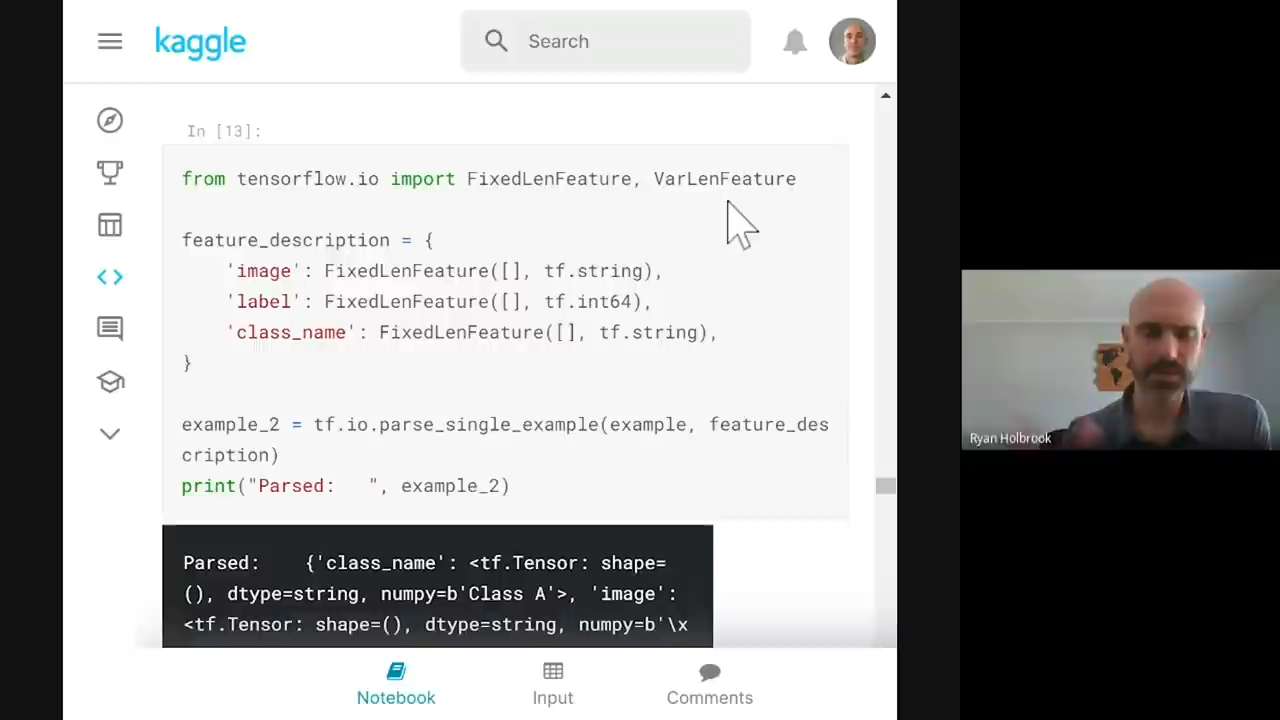 kaggle
Search
In [13]:
from tensorflow.io import FixedLenFeature, VarLenFeature
feature_description = {
    'image': FixedLenFeature([], tf.string),
    'label': FixedLenFeature([], tf.int64),
    'class_name': FixedLenFeature([], tf.string),
}
example_2 = tf.io.parse_single_example(example, feature_des
cription)
print("Parsed:   ", example_2)
Parsed:    {'class_name': <tf.Tensor: shape=
(), dtype=string, numpy=b'Class A'>, 'image':
<tf.Tensor: shape=(), dtype=string, numpy=b'\x
Notebook
Input
Comments
Ryan Holbrook